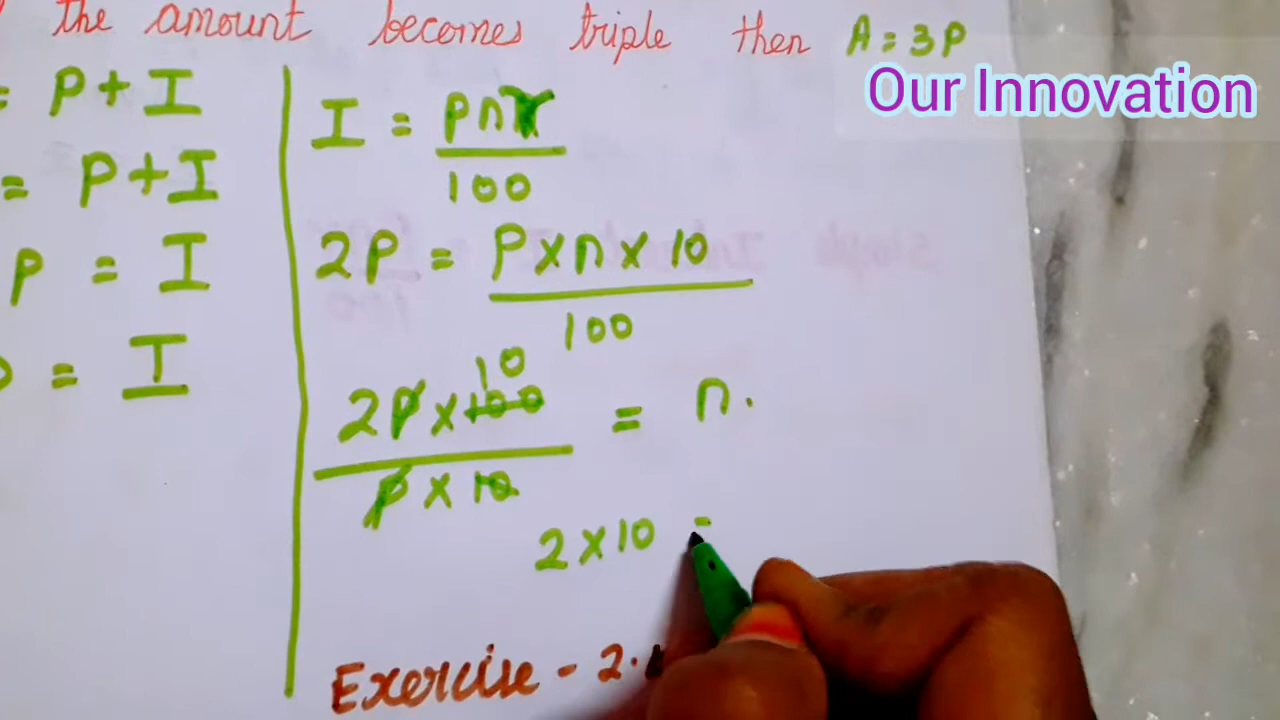 the amount becomes triple then A = 3P
Our Innovation
= P + I
= P + I
P = I
= I
I = Pnr
100
2P = P x n x 10
100
10
2P x 100 = n.
P x 10
2 x 10 =
Exercise - 2.